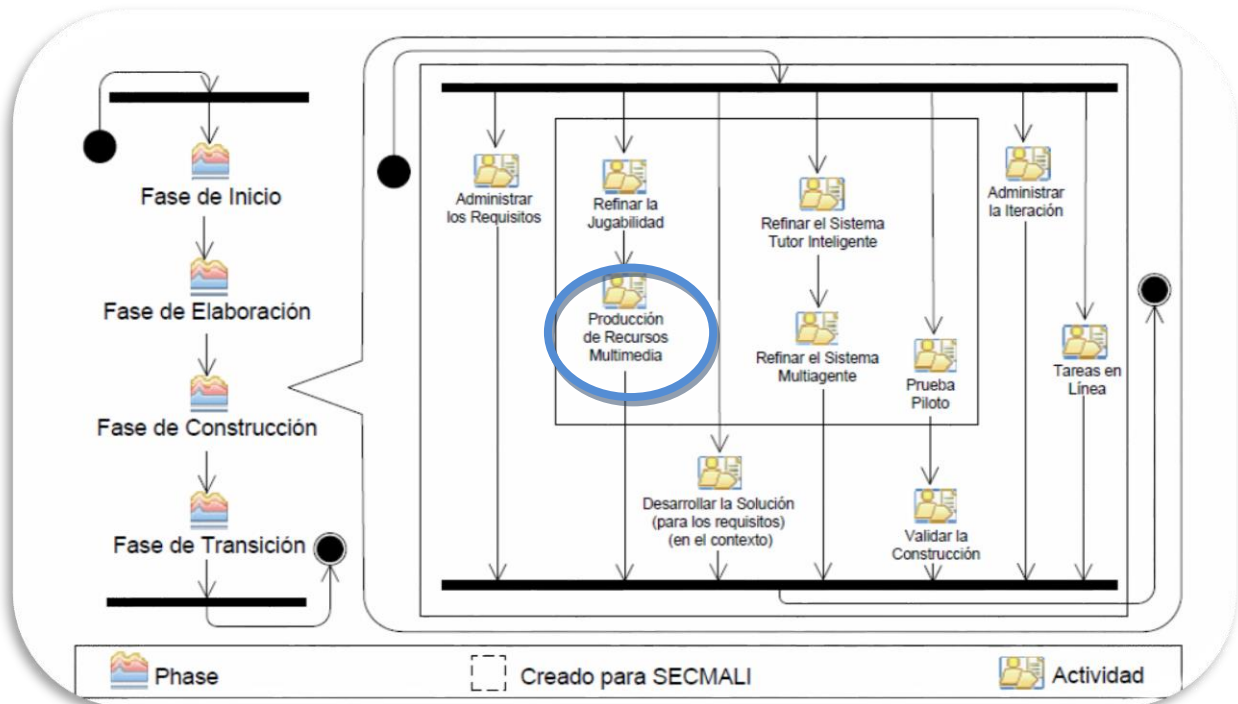 Fase de Inicio
Fase de Elaboración
Fase de Construcción
Fase de Transición
Administrar
los Requisitos
Refinar la
Jugabilidad
Producción
de Recursos
Multimedia
Desarrollar la Solución
(para los requisitos)
(en el contexto)
Refinar el Sistema
Tutor Inteligente
Refinar el Sistema
Multiagente
Prueba
Piloto
Validar la
Construcción
Administrar
la Iteración
Tareas en
Línea
Phase
Creado para SECMALI
Actividad